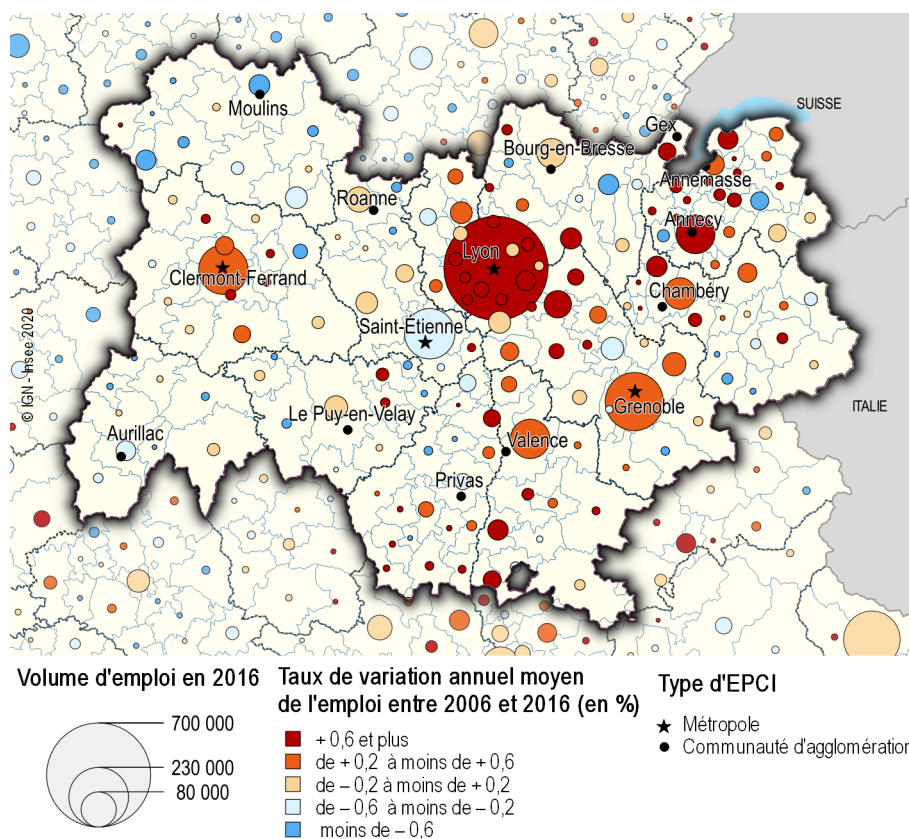 SUISSE
Moulins
Gex
Bourg-en-Bresse
Annemasse
Roanne
Annecy
Lyon
Clermont-Ferrand
Chambéry
Saint-Étienne
© IGN - Insee 2020
Grenoble
ITALIE
Le Puy-en-Velay
Aurillac
Valence
Privas
Volume d'emploi en 2016
700 000
230 000
80 000
Taux de variation annuel moyen
de l'emploi entre 2006 et 2016 (en %)
+ 0,6 et plus
de + 0,2 à moins de + 0,6
de – 0,2 à moins de + 0,2
de – 0,6 à moins de – 0,2
moins de – 0,6
Type d'EPCI
Métropole
Communauté d'agglomération